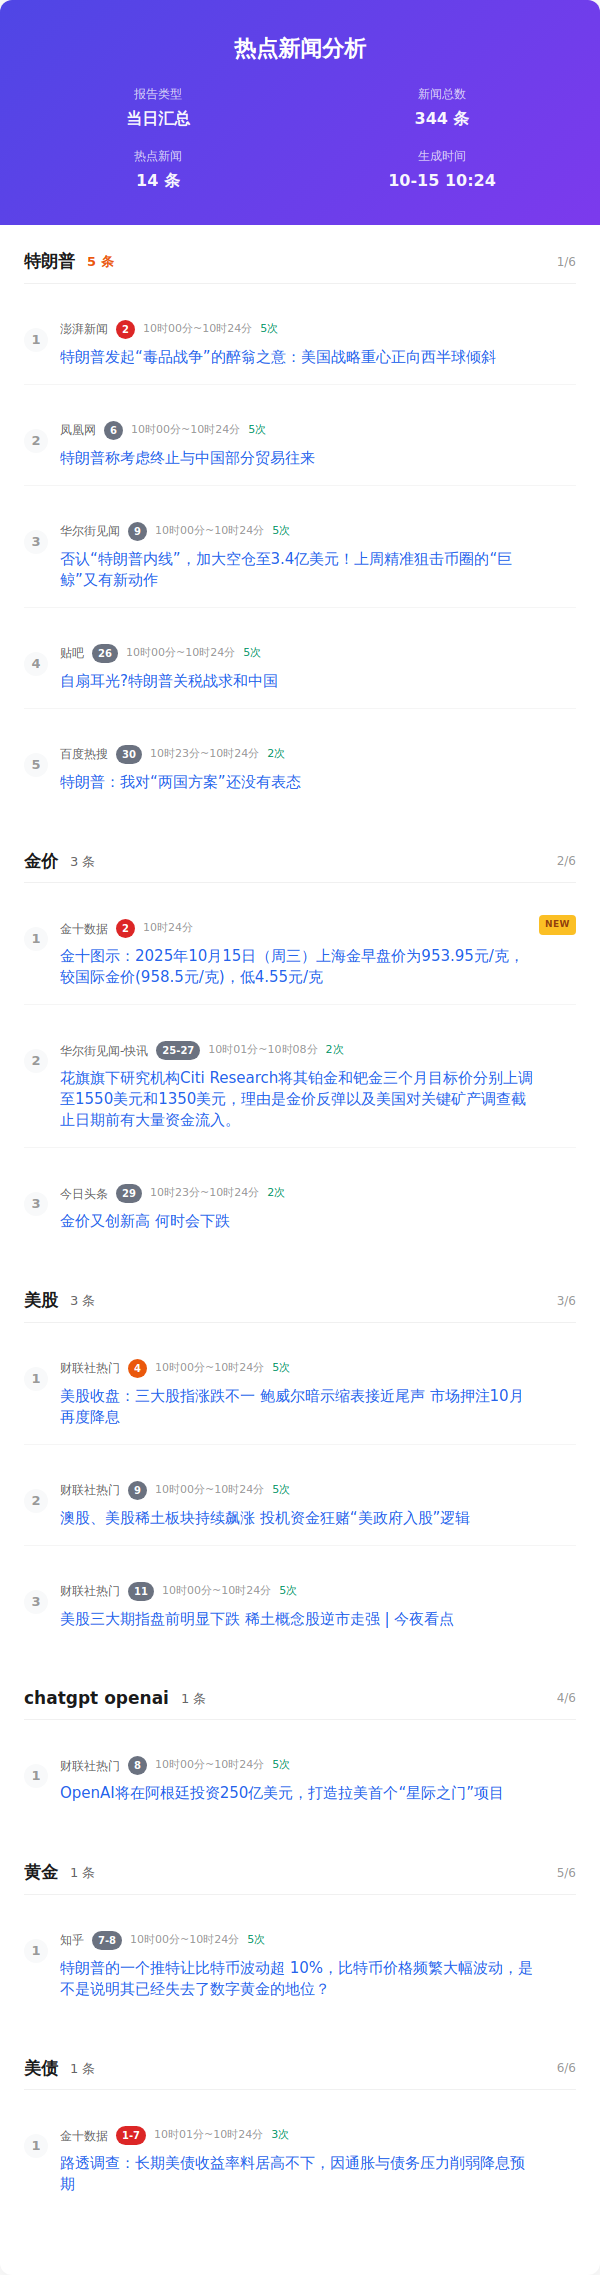 热点新闻分析
报告类型
新闻总数
当日汇总
344 条
热点新闻
生成时间
14 条
10-15 10:24
特朗普 5 条 1/6
1
澎湃新闻 2 10时00分~10时24分 5次
特朗普发起“毒品战争”的醉翁之意：美国战略重心正向西半球倾斜
2
凤凰网 6 10时00分~10时24分 5次
特朗普称考虑终止与中国部分贸易往来
3
华尔街见闻 9 10时00分~10时24分 5次
否认“特朗普内线”，加大空仓至3.4亿美元！上周精准狙击币圈的“巨
鲸”又有新动作
4
贴吧 26 10时00分~10时24分 5次
自扇耳光?特朗普关税战求和中国
5
百度热搜 30 10时23分~10时24分 2次
特朗普：我对“两国方案”还没有表态
金价 3 条 2/6
1
金十数据 2 10时24分 NEW
金十图示：2025年10月15日（周三）上海金早盘价为953.95元/克，
较国际金价(958.5元/克)，低4.55元/克
2
华尔街见闻-快讯 25-27 10时01分~10时08分 2次
花旗旗下研究机构Citi Research将其铂金和钯金三个月目标价分别上调
至1550美元和1350美元，理由是金价反弹以及美国对关键矿产调查截
止日期前有大量资金流入。
3
今日头条 29 10时23分~10时24分 2次
金价又创新高 何时会下跌
美股 3 条 3/6
1
财联社热门 4 10时00分~10时24分 5次
美股收盘：三大股指涨跌不一 鲍威尔暗示缩表接近尾声 市场押注10月
再度降息
2
财联社热门 9 10时00分~10时24分 5次
澳股、美股稀土板块持续飙涨 投机资金狂赌“美政府入股”逻辑
3
财联社热门 11 10时00分~10时24分 5次
美股三大期指盘前明显下跌 稀土概念股逆市走强 | 今夜看点
chatgpt openai 1 条 4/6
1
财联社热门 8 10时00分~10时24分 5次
OpenAI将在阿根廷投资250亿美元，打造拉美首个“星际之门”项目
黄金 1 条 5/6
1
知乎 7-8 10时00分~10时24分 5次
特朗普的一个推特让比特币波动超 10%，比特币价格频繁大幅波动，是
不是说明其已经失去了数字黄金的地位？
美债 1 条 6/6
1
金十数据 1-7 10时01分~10时24分 3次
路透调查：长期美债收益率料居高不下，因通胀与债务压力削弱降息预
期